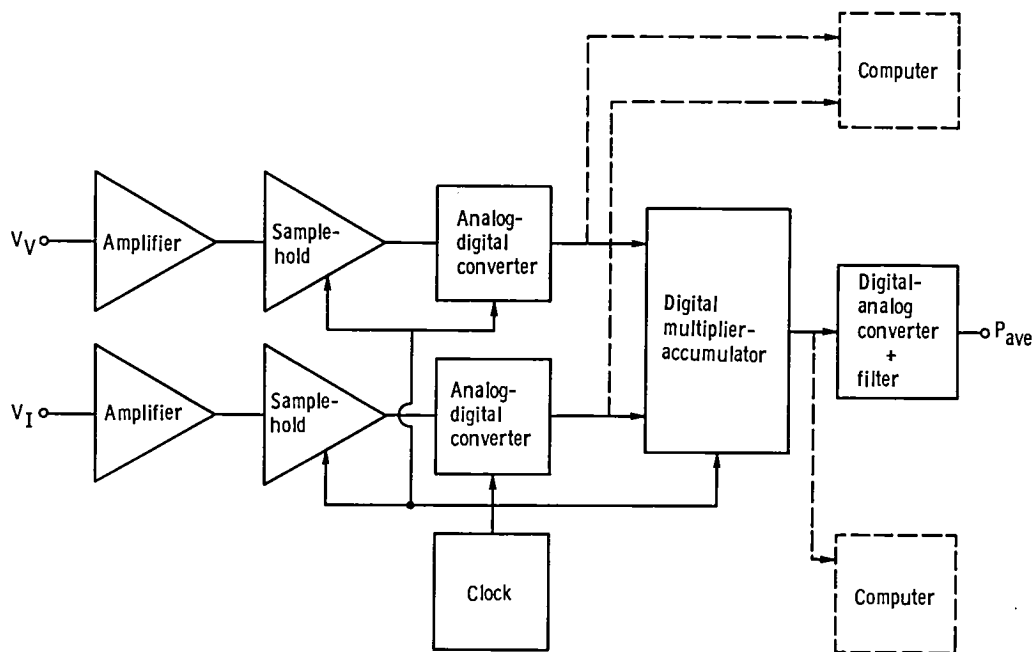 Computer
V_V
Amplifier
Sample-
hold
Analog-
digital
converter
Digital
multiplier-
accumulator
Digital-
analog
converter
+
filter
P_ave
V_I
Amplifier
Sample-
hold
Analog-
digital
converter
Clock
Computer